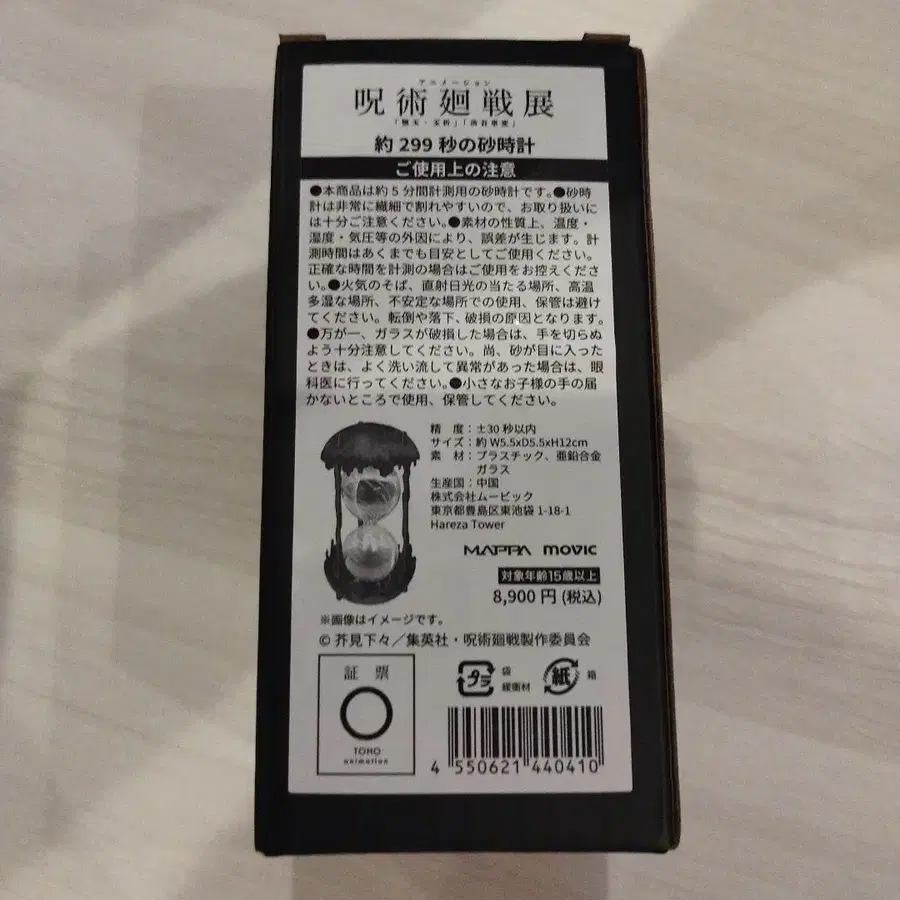 アニメーション
呪術廻戦展
「懐玉・玉折」「渋谷事変」
約 299 秒の砂時計
ご使用上の注意
●本商品は約 5 分間計測用の砂時計です。●砂時
計は非常に繊細で割れやすいので、お取り扱いに
は十分ご注意ください。●素材の性質上、温度・
湿度・気圧等の外因により、誤差が生じます。計
測時間はあくまでも目安としてご使用ください。
正確な時間を計測の場合はご使用をお控えくださ
い。●火気のそば、直射日光の当たる場所、高温
多湿な場所、不安定な場所での使用、保管は避け
てください。転倒や落下、破損の原因となります。
●万が一、ガラスが破損した場合は、手を切らぬ
よう十分注意してください。尚、砂が目に入った
ときは、よく洗い流して異常があった場合は、眼
科医に行ってください。●小さなお子様の手の届
かないところで使用、保管してください。
精 度：±30 秒以内
サイズ：約 W5.5xD5.5xH12cm
素 材：プラスチック、亜鉛合金
ガラス
生産国：中国
株式会社ムービック
東京都豊島区東池袋 1-18-1
Hareza Tower
MAPPA movic
対象年齢15歳以上
8,900 円 (税込)
※画像はイメージです。
© 芥見下々／集英社・呪術廻戦製作委員会
証 票
TOHO
animation
プラ 袋 緩衝材
紙 箱
4 550621 440410